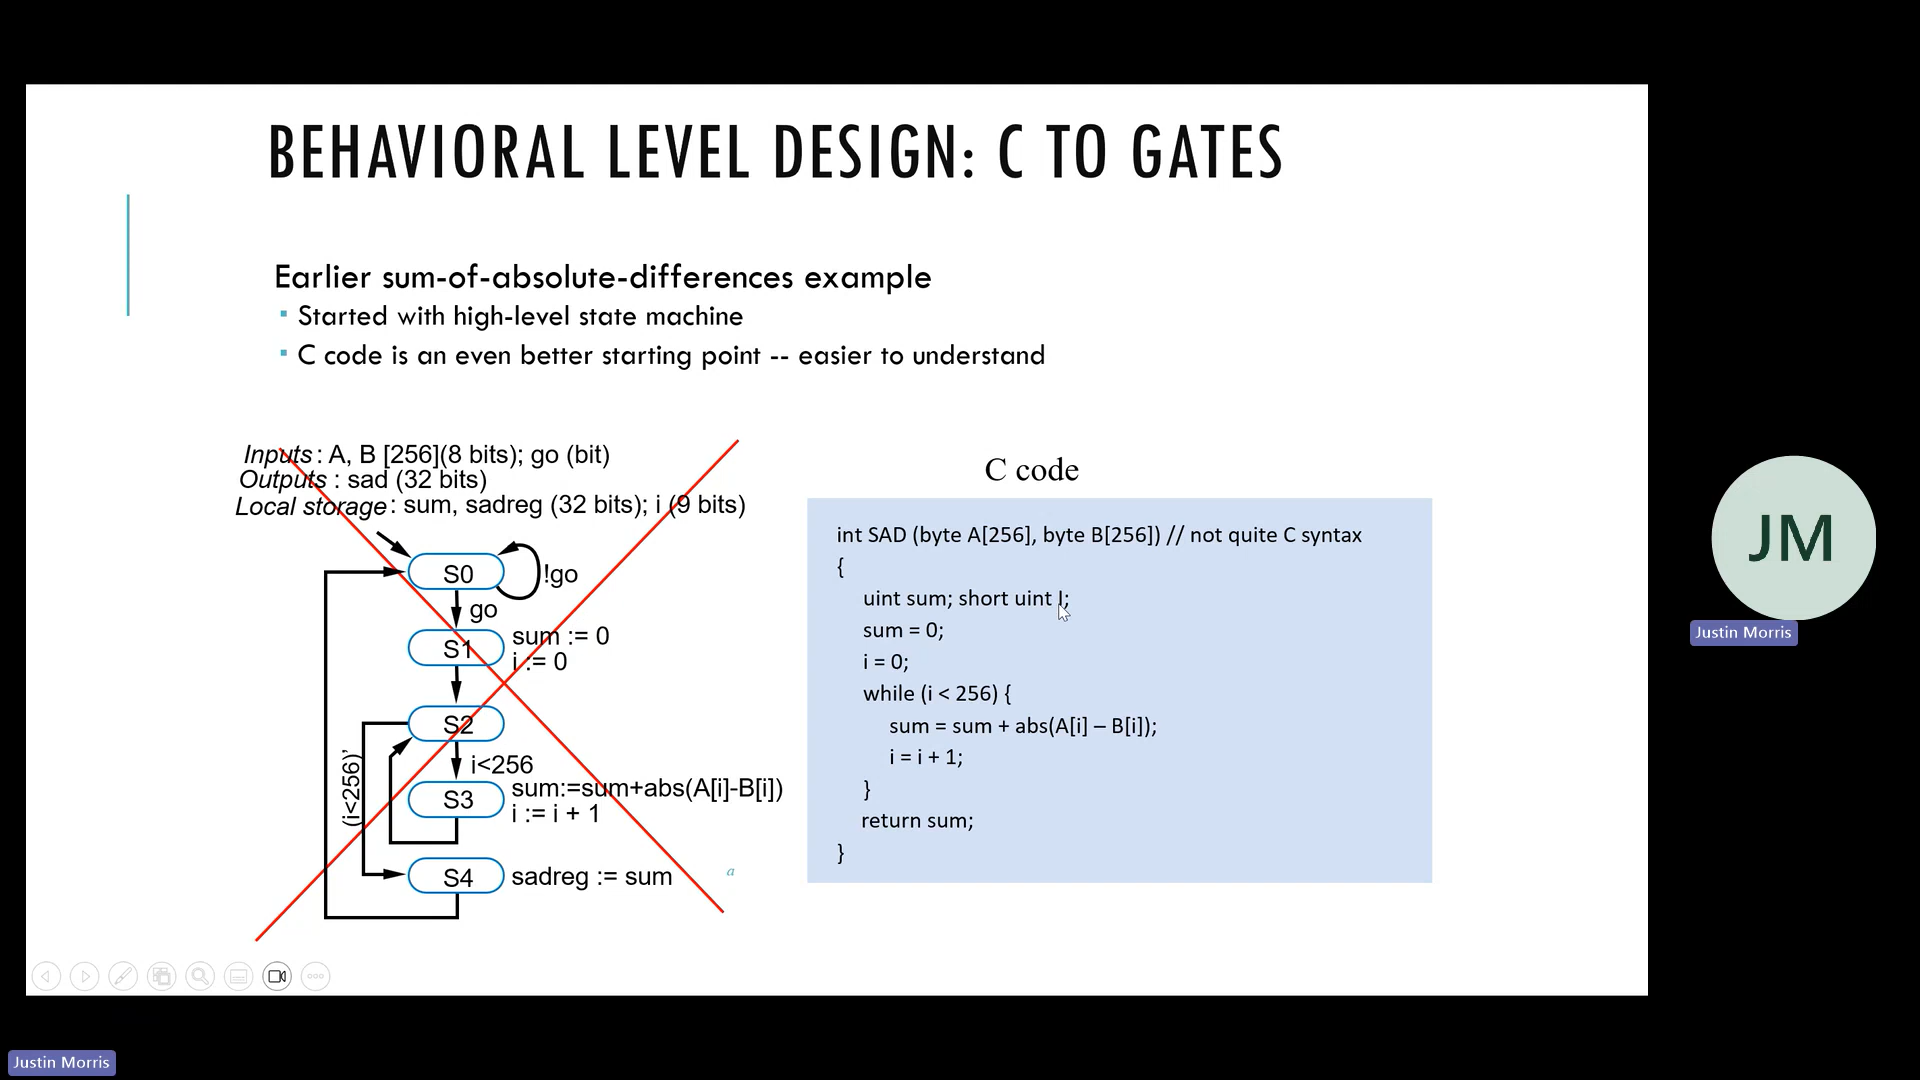 BEHAVIORAL LEVEL DESIGN: C TO GATES
Earlier sum-of-absolute-differences example
Started with high-level state machine
C code is an even better starting point -- easier to understand
Inputs: A, B [256](8 bits); go (bit)
Outputs : sad (32 bits)
Local storage: sum, sadreg (32 bits); i (9 bits)
S0
!go
go
S1
sum := 0
i := 0
S2
i<256
(i<256)’
S3
sum:=sum+abs(A[i]-B[i])
i := i + 1
S4
sadreg := sum
a
C code
int SAD (byte A[256], byte B[256]) // not quite C syntax
{
uint sum; short uint I;
sum = 0;
i = 0;
while (i < 256) {
sum = sum + abs(A[i] – B[i]);
i = i + 1;
}
return sum;
}
JM
Justin Morris
Justin Morris